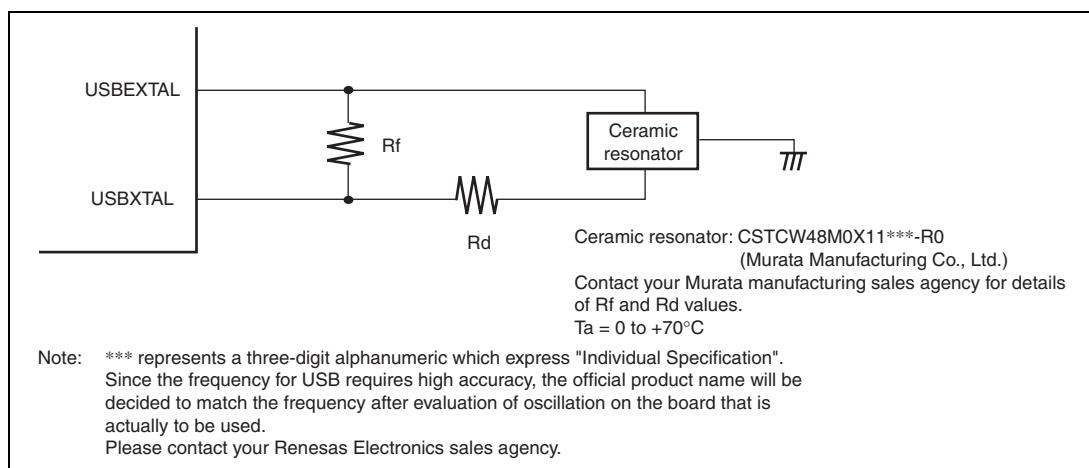 USBEXTAL
Rf
Ceramic
resonator
USBXTAL
Rd
Ceramic resonator: CSTCW48M0X11***-R0
(Murata Manufacturing Co., Ltd.)
Contact your Murata manufacturing sales agency for details
of Rf and Rd values.
Ta = 0 to +70°C
Note: *** represents a three-digit alphanumeric which express "Individual Specification".
Since the frequency for USB requires high accuracy, the official product name will be
decided to match the frequency after evaluation of oscillation on the board that is
actually to be used.
Please contact your Renesas Electronics sales agency.